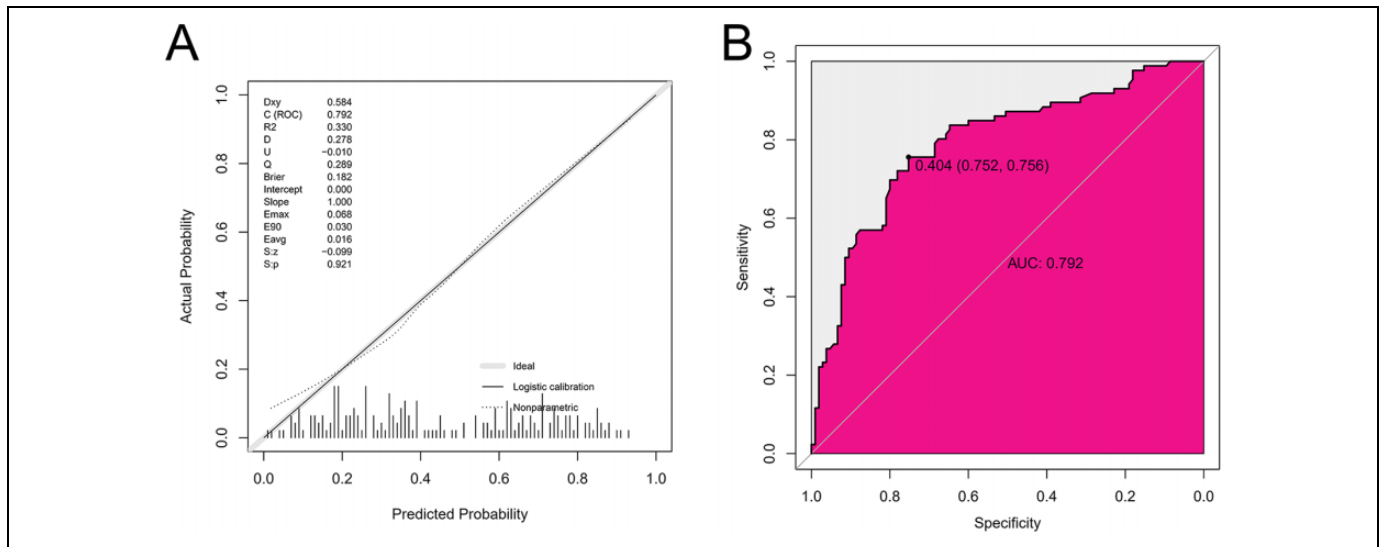 A
1.0
0.8
0.6
0.4
0.2
0.0
Actual Probability
Dxy 0.584
C (ROC) 0.792
R2 0.330
D 0.278
U −0.010
Q 0.289
Brier 0.182
Intercept 0.000
Slope 1.000
Emax 0.068
E90 0.030
Eavg 0.016
S:z −0.099
S:p 0.921
Ideal
Logistic calibration
Nonparametric
0.0 0.2 0.4 0.6 0.8 1.0
Predicted Probability
B
1.0
0.8
0.6
0.4
0.2
0.0
Sensitivity
0.404 (0.752, 0.756)
AUC: 0.792
1.0 0.8 0.6 0.4 0.2 0.0
Specificity